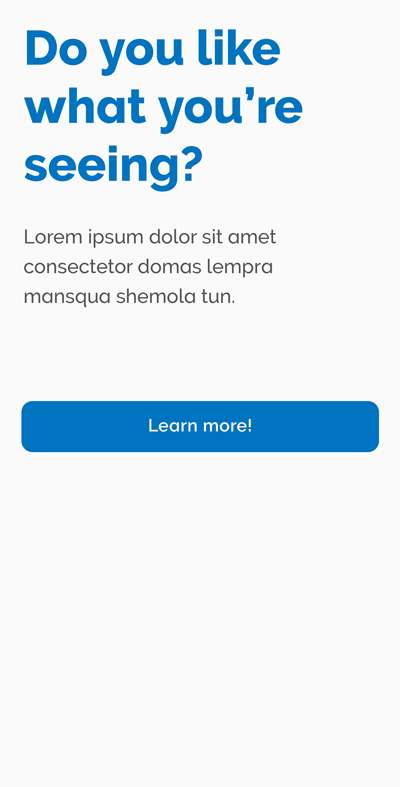 Do you like
what you’re
seeing?
Lorem ipsum dolor sit amet
consectetor domas lempra
mansqua shemola tun.
Learn more!